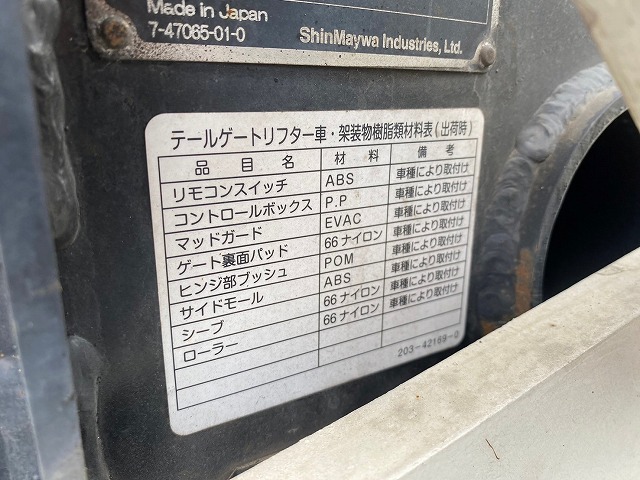 Made in Japan
7-47065-01-0
ShinMaywa Industries, Ltd.
テールゲートリフター車・架装物樹脂類材料表(出荷時)
品目名 材料 備考
リモコンスイッチ ABS 車種により取付け
コントロールボックス P.P 車種により取付け
マッドガード EVAC 車種により取付け
ゲート裏面パッド 66ナイロン 車種により取付け
ヒンジ部ブッシュ POM 車種により取付け
サイドモール ABS 車種により取付け
シーブ 66ナイロン 車種により取付け
ローラー 66ナイロン 車種により取付け
203-42169-0